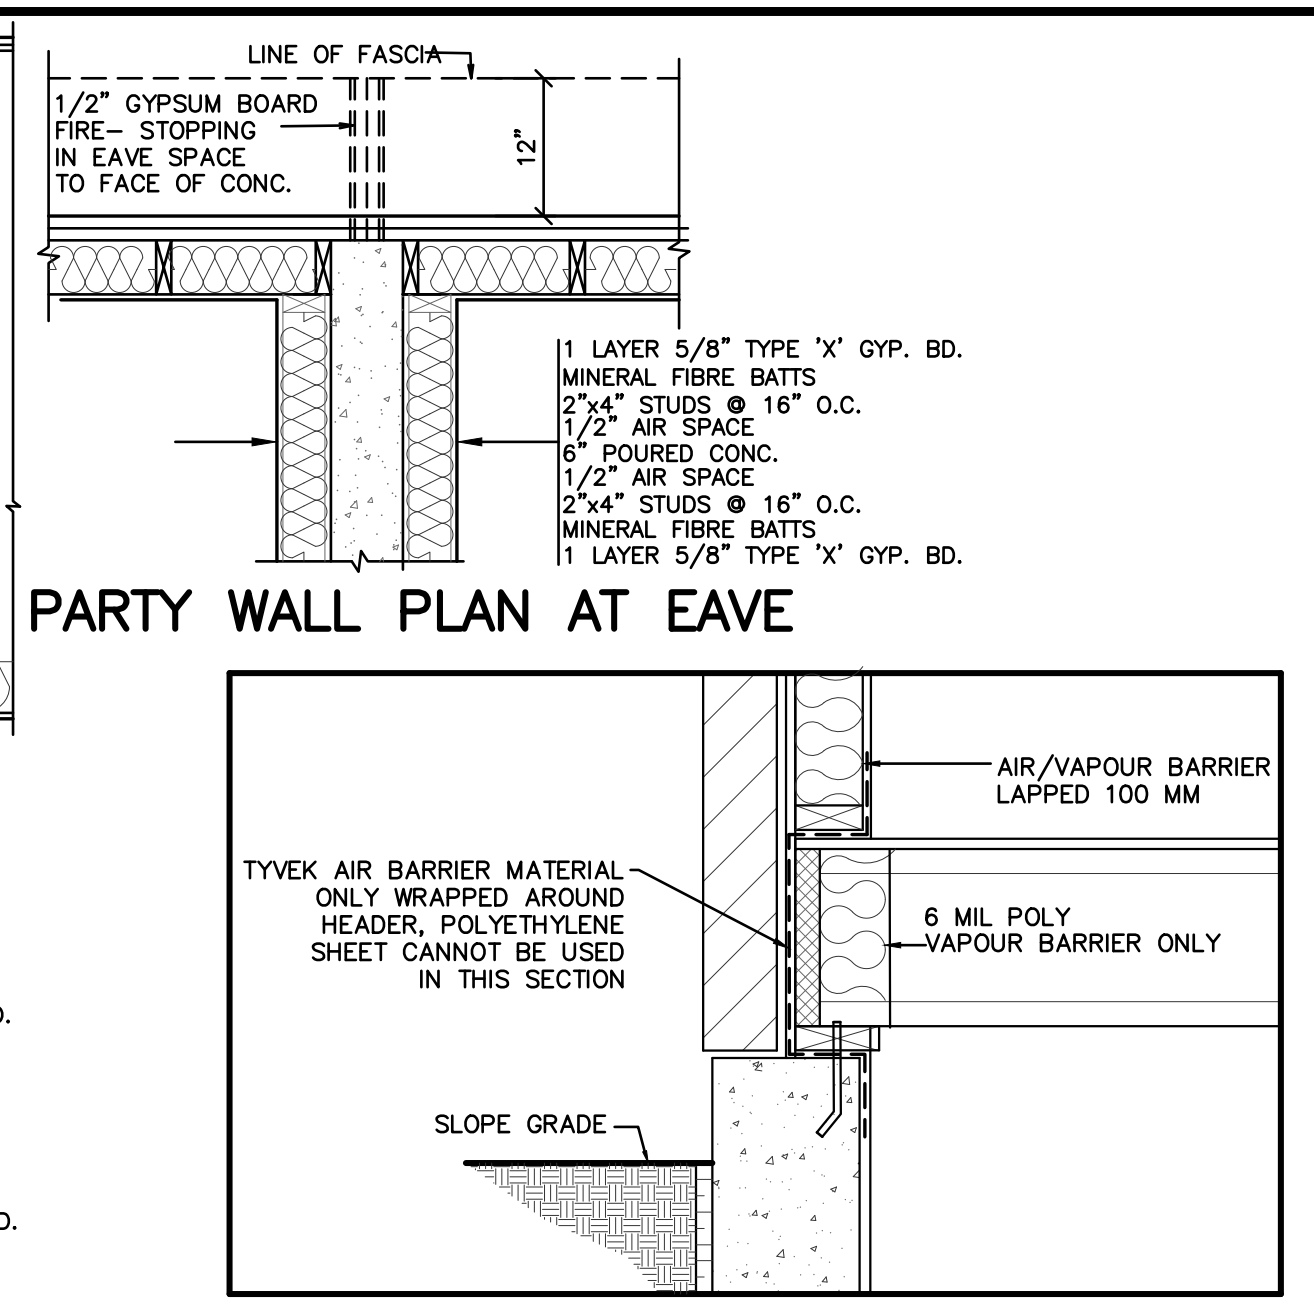 LINE OF FASCIA
1/2" GYPSUM BOARD
FIRE- STOPPING
IN EAVE SPACE
TO FACE OF CONC.
12"
1 LAYER 5/8" TYPE 'X' GYP. BD.
MINERAL FIBRE BATTS
2"x4" STUDS @ 16" O.C.
1/2" AIR SPACE
6" POURED CONC.
1/2" AIR SPACE
2"x4" STUDS @ 16" O.C.
MINERAL FIBRE BATTS
1 LAYER 5/8" TYPE 'X' GYP. BD.
PARTY WALL PLAN AT EAVE
AIR/VAPOUR BARRIER
LAPPED 100 MM
TYVEK AIR BARRIER MATERIAL
ONLY WRAPPED AROUND
HEADER, POLYETHYLENE
SHEET CANNOT BE USED
IN THIS SECTION
6 MIL POLY
VAPOUR BARRIER ONLY
SLOPE GRADE